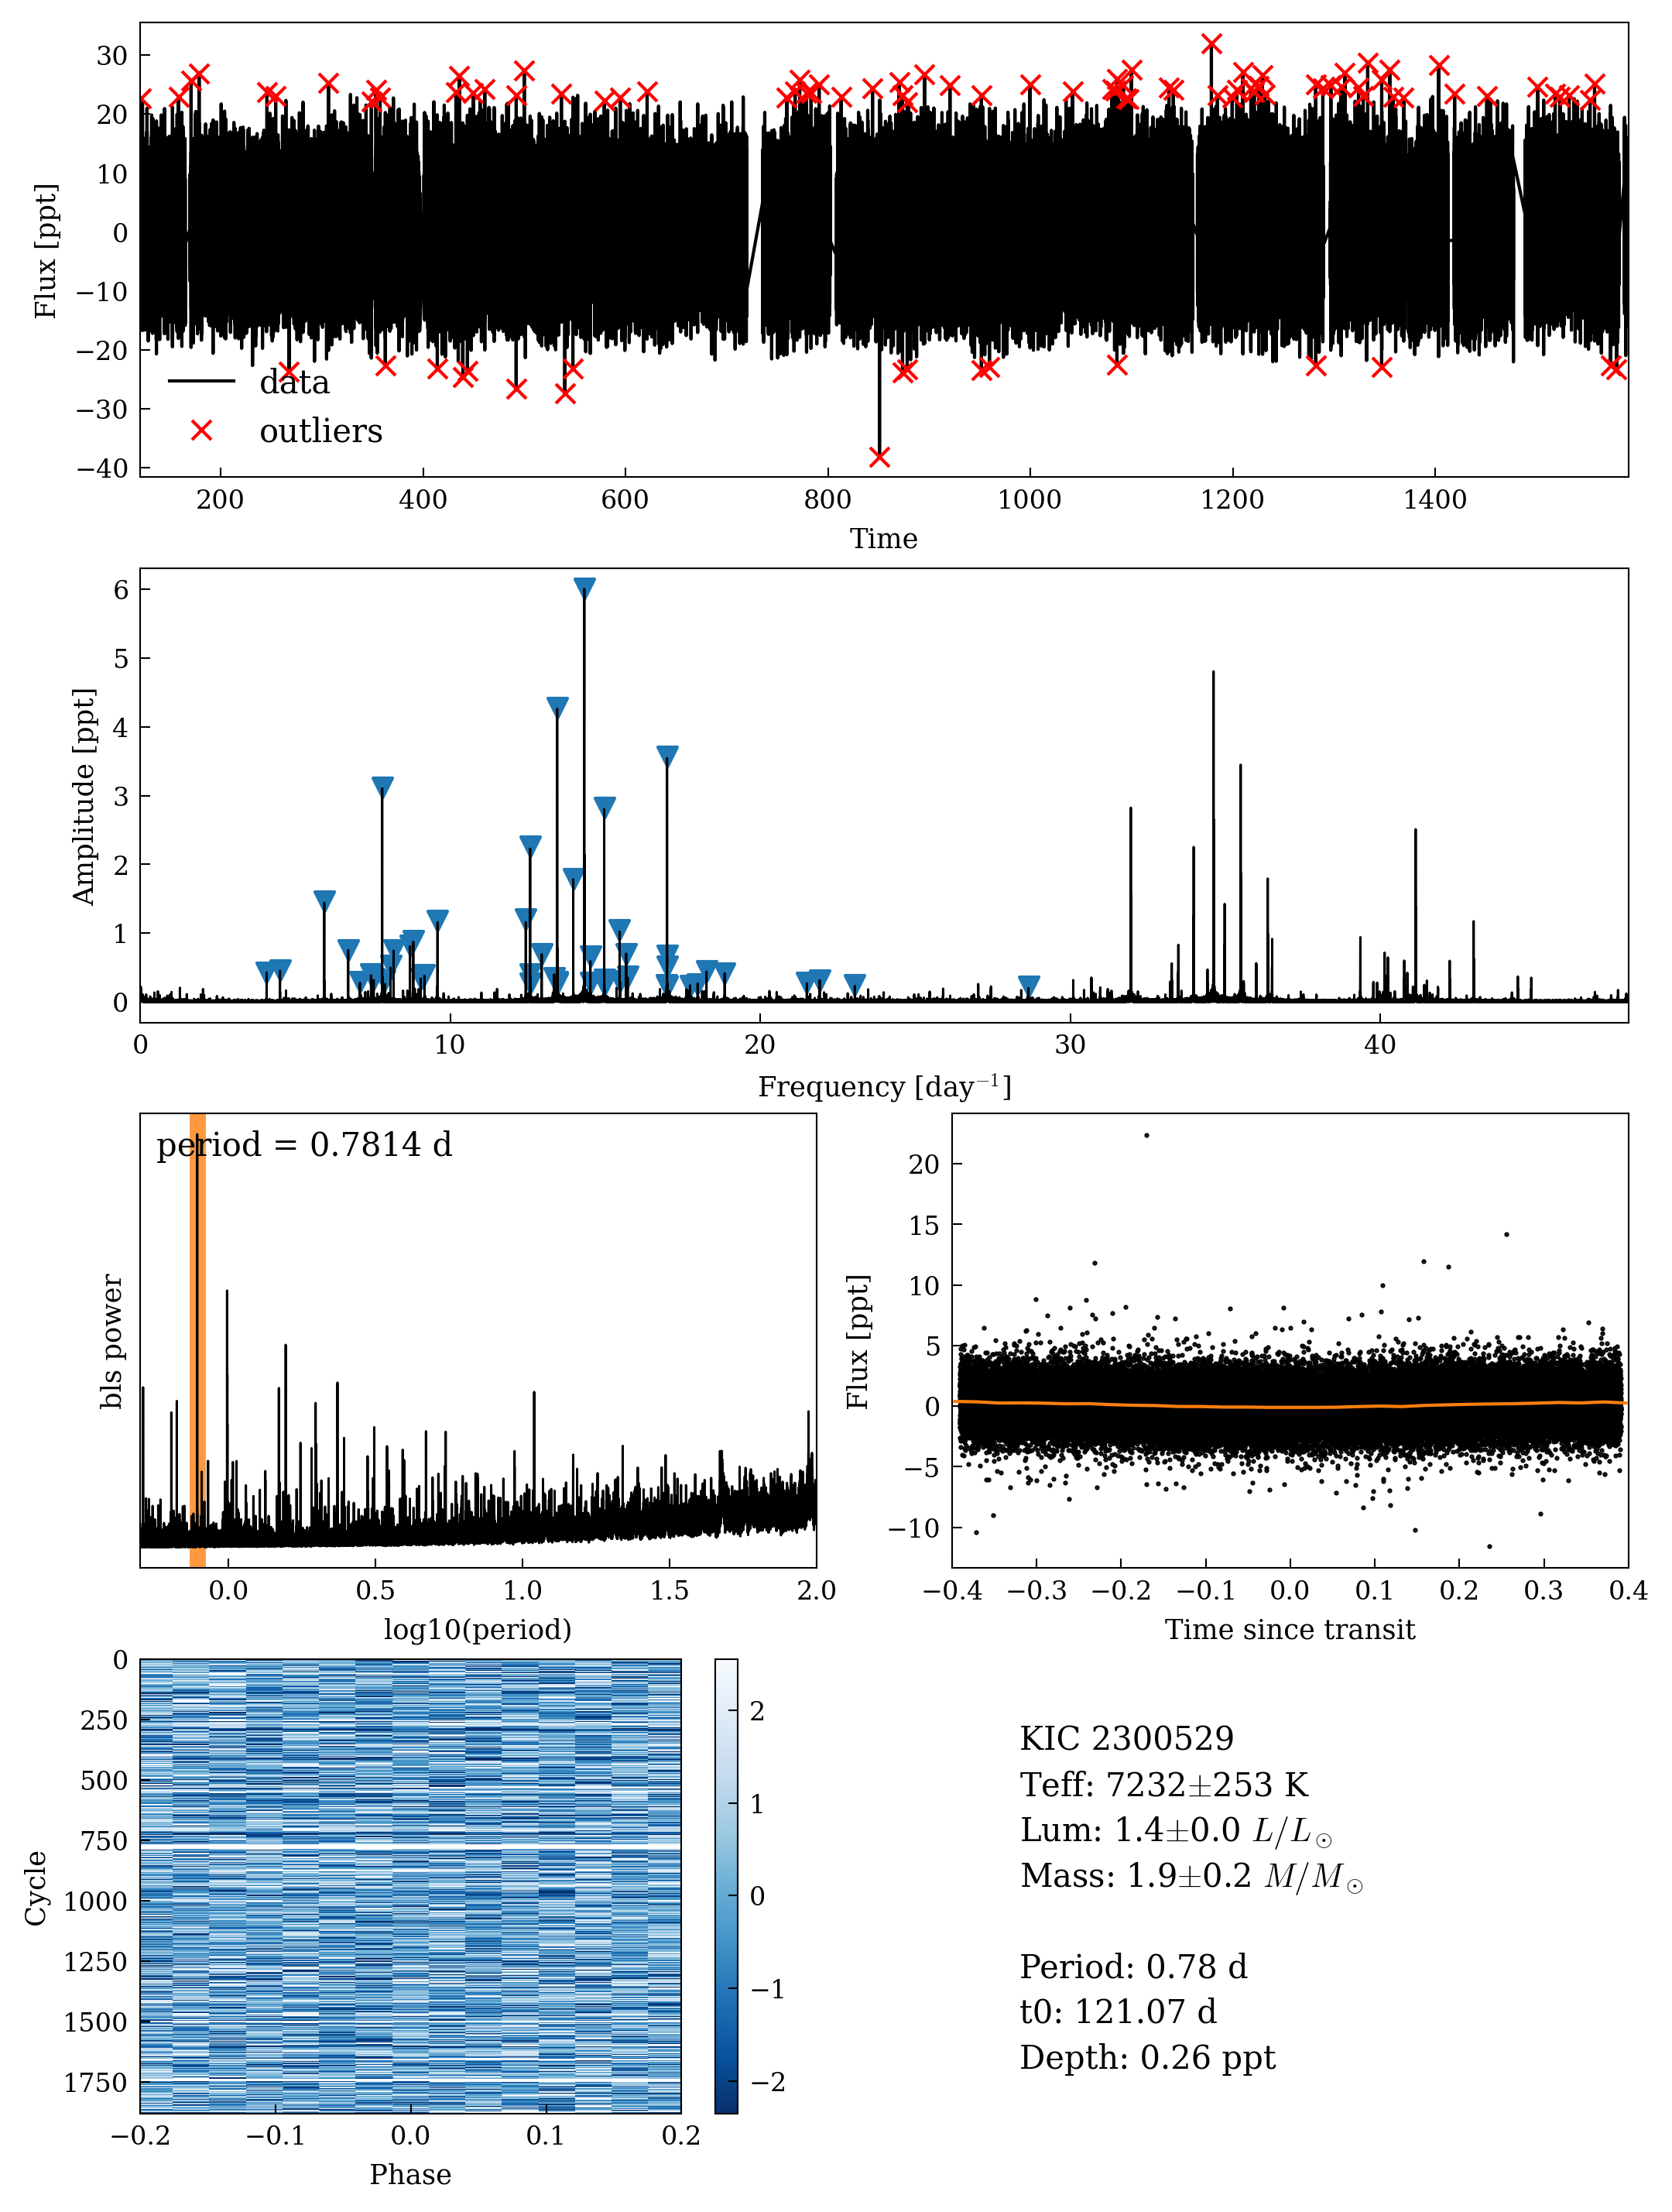 30
20
10
0
−10
−20
−30
−40
Flux [ppt]
data
outliers
200 400 600 800 1000 1200 1400
Time
6
5
4
3
2
1
0
Amplitude [ppt]
0 10 20 30 40
Frequency [day⁻¹]
period = 0.7814 d
bls power
0.0 0.5 1.0 1.5 2.0
log10(period)
20
15
10
5
0
−5
−10
Flux [ppt]
−0.4 −0.3 −0.2 −0.1 0.0 0.1 0.2 0.3 0.4
Time since transit
0
250
500
750
1000
1250
1500
1750
Cycle
−0.2 −0.1 0.0 0.1 0.2
Phase
2
1
0
−1
−2
KIC 2300529
Teff: 7232±253 K
Lum: 1.4±0.0 L/L⊙
Mass: 1.9±0.2 M/M⊙
Period: 0.78 d
t0: 121.07 d
Depth: 0.26 ppt